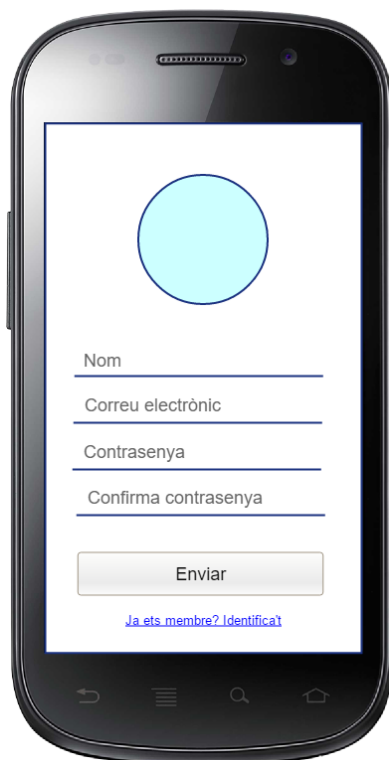 Nom
Correu electrònic
Contrasenya
Confirma contrasenya
Enviar
Ja ets membre? Identifica't